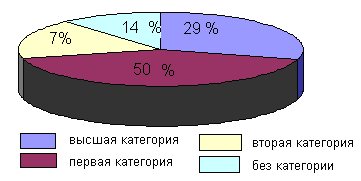 14 %
29 %
7%
50 %
высшая категория
вторая категория
первая категория
без категории